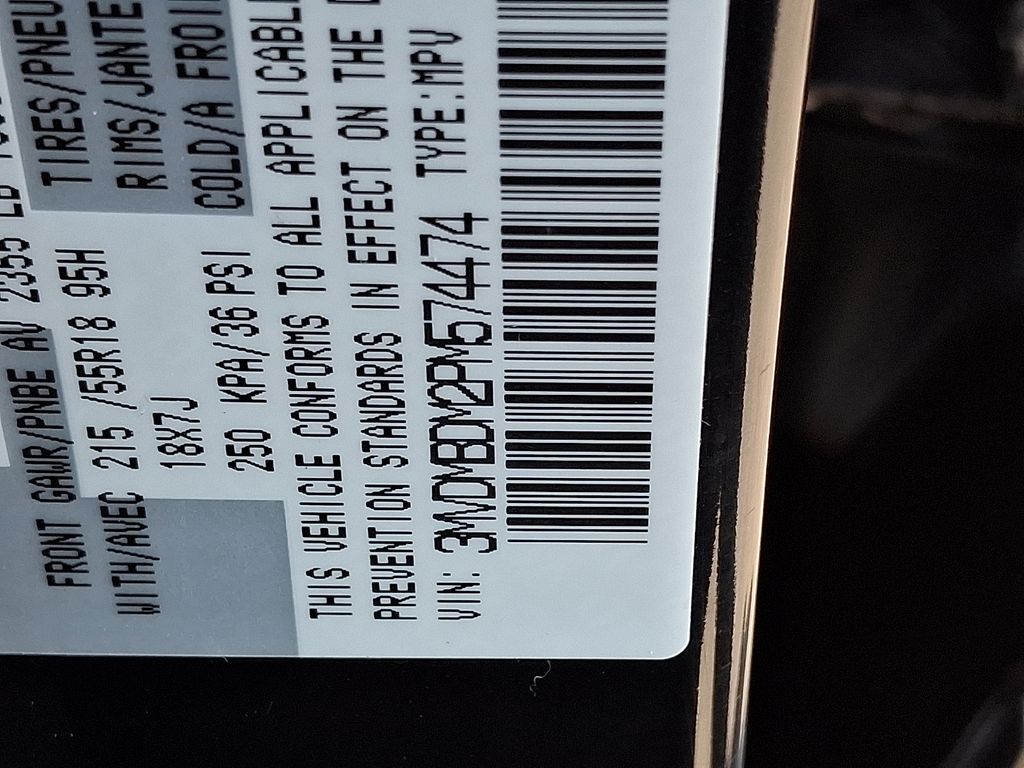 FRONT GAWR/PNBE AV 2355 LB
WITH/AVEC 215 /55R18 95H TIRES/PNEU
18X7J RIMS/JANTE
250 KPA/36 PSI COLD/A FROI
THIS VEHICLE CONFORMS TO ALL APPLICABL
PREVENTION STANDARDS IN EFFECT ON THE
VIN: 3MVDMBDM2PM574474 TYPE:MPV